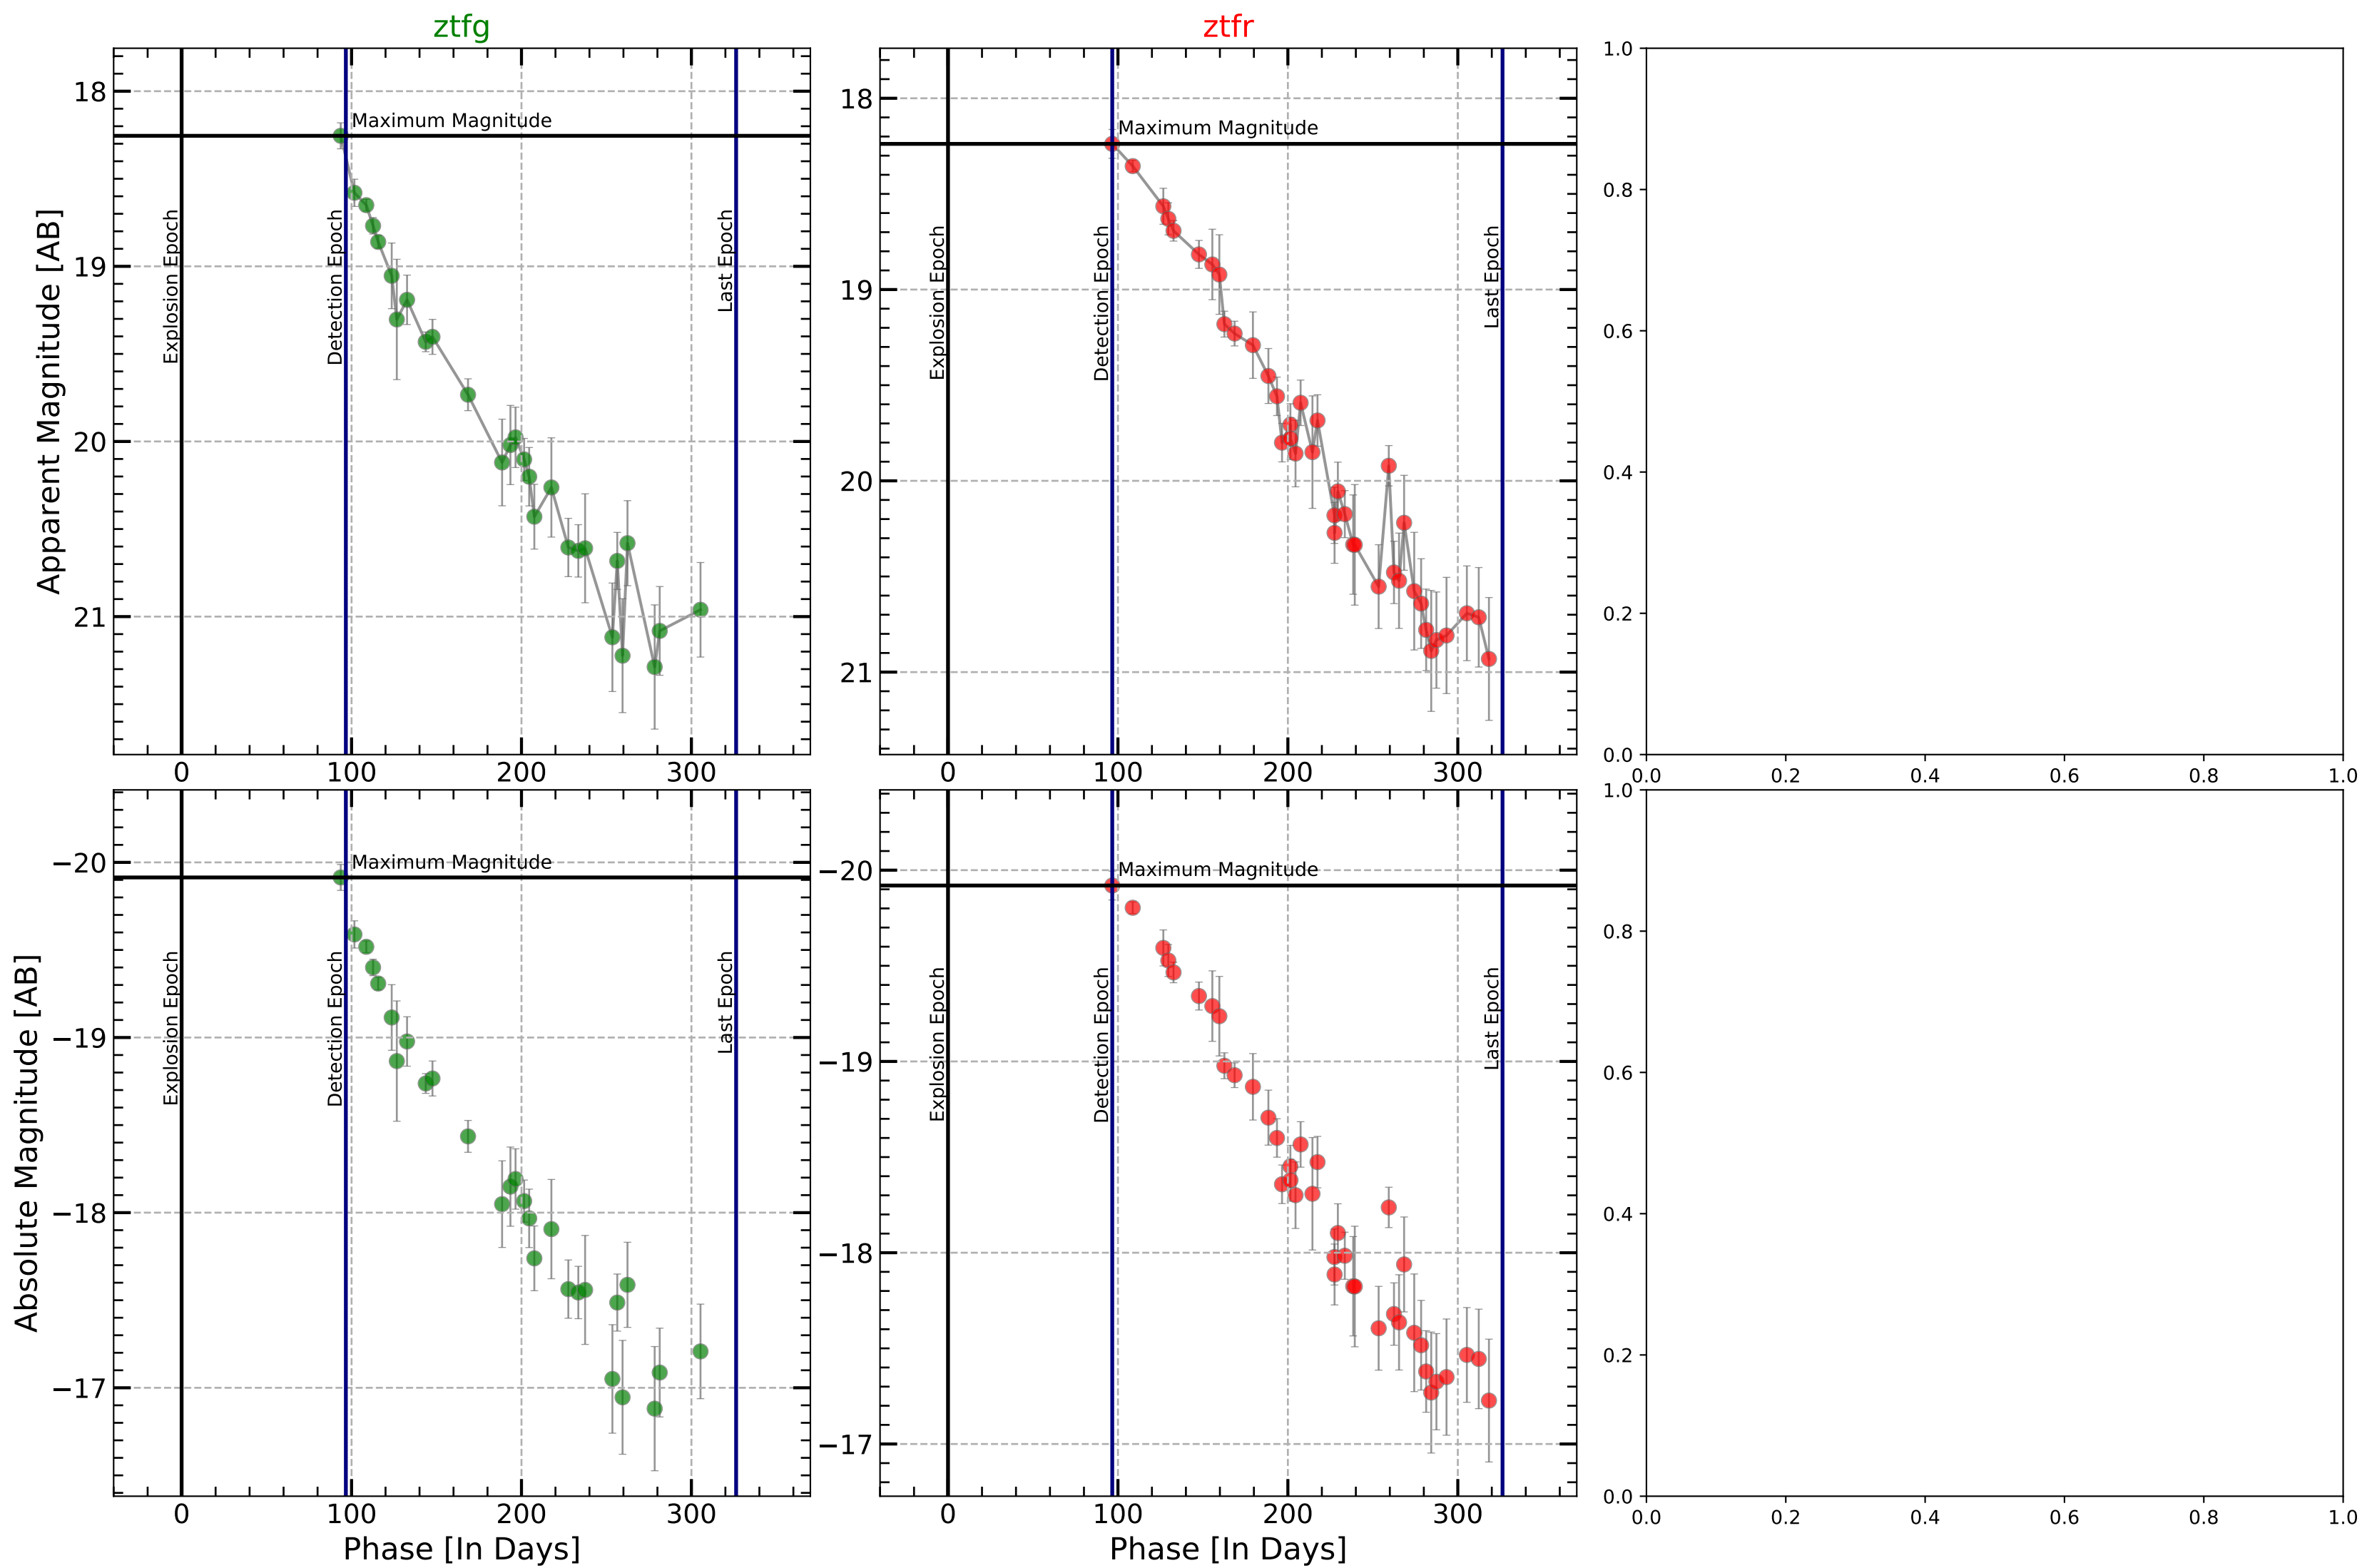 ztfg
ztfr
Apparent Magnitude [AB]
18
19
20
21
0
100
200
300
Maximum Magnitude
Explosion Epoch
Detection Epoch
Last Epoch
18
19
20
21
0
100
200
300
Maximum Magnitude
Explosion Epoch
Detection Epoch
Last Epoch
1.0
0.8
0.6
0.4
0.2
0.0
0.0
0.2
0.4
0.6
0.8
1.0
Absolute Magnitude [AB]
−20
−19
−18
−17
0
100
200
300
Maximum Magnitude
Explosion Epoch
Detection Epoch
Last Epoch
Phase [In Days]
−20
−19
−18
−17
0
100
200
300
Maximum Magnitude
Explosion Epoch
Detection Epoch
Last Epoch
Phase [In Days]
1.0
0.8
0.6
0.4
0.2
0.0
0.0
0.2
0.4
0.6
0.8
1.0